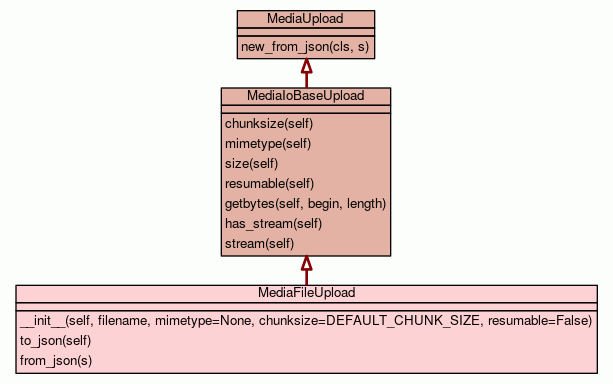 MediaUpload
new_from_json(cls, s)
MediaIoBaseUpload
chunksize(self)
mimetype(self)
size(self)
resumable(self)
getbytes(self, begin, length)
has_stream(self)
stream(self)
MediaFileUpload
__init__(self, filename, mimetype=None, chunksize=DEFAULT_CHUNK_SIZE, resumable=False)
to_json(self)
from_json(s)